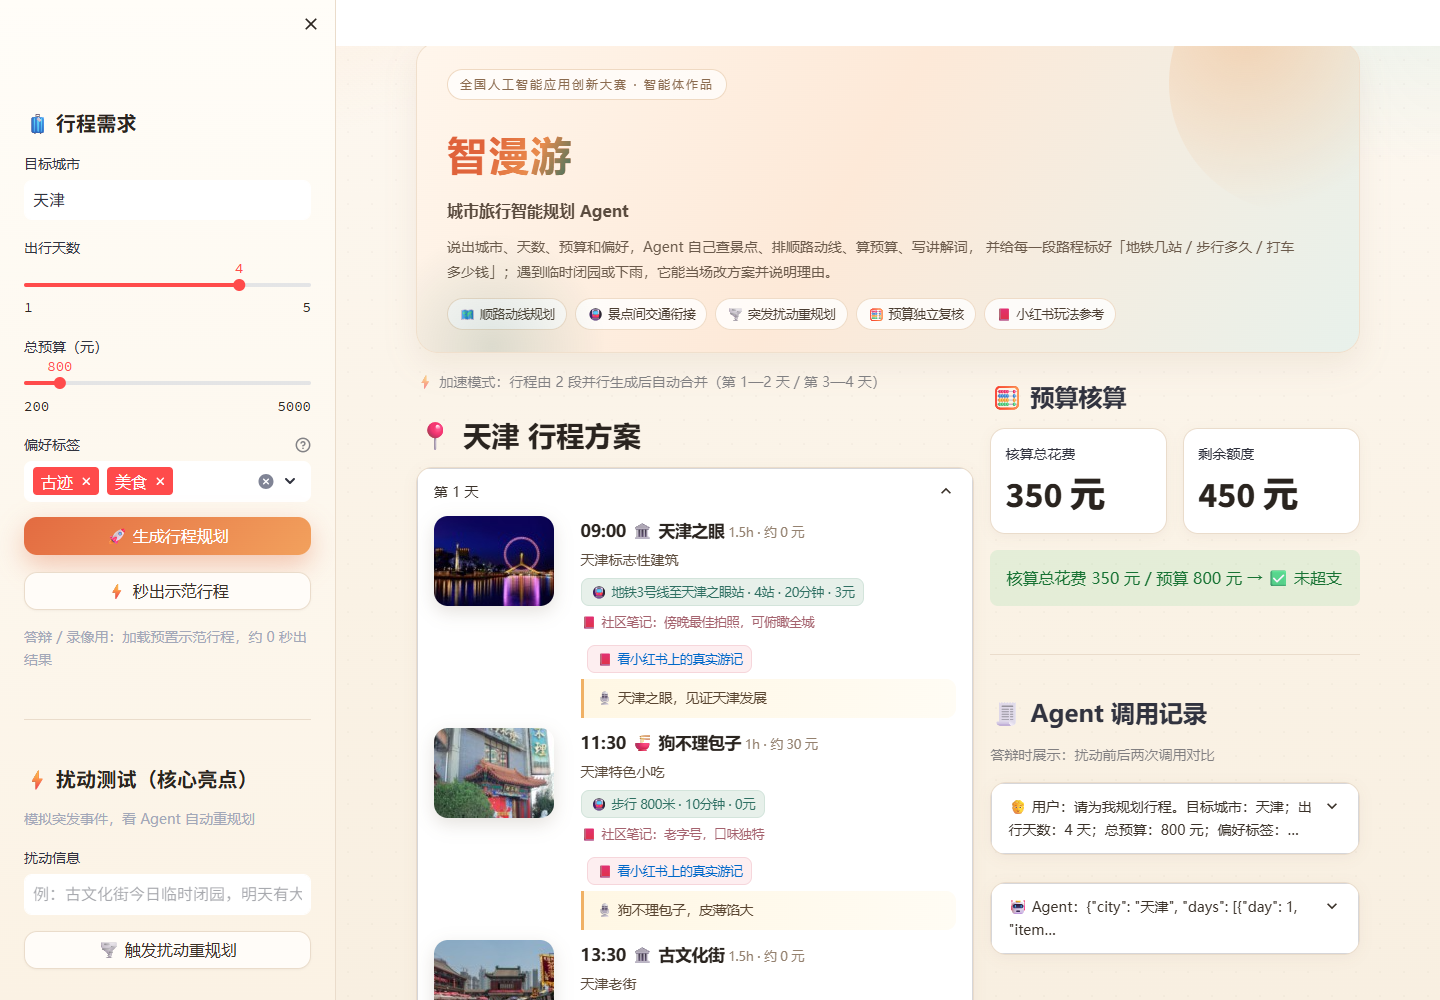 行程需求
目标城市
天津
出行天数
4
1 5
总预算（元）
800
200 5000
偏好标签
古迹 美食
生成行程规划
秒出示范行程
答辩 / 录像用：加载预置示范行程，约 0 秒出
结果
扰动测试（核心亮点）
模拟突发事件，看 Agent 自动重规划
扰动信息
例：古文化街今日临时闭园，明天有大
触发扰动重规划
全国人工智能应用创新大赛 · 智能体作品
智漫游
城市旅行智能规划 Agent
说出城市、天数、预算和偏好，Agent 自己查景点、排顺路动线、算预算、写讲解词， 并给每一段路程标好「地铁几站 / 步行多久 / 打车
多少钱」；遇到临时闭园或下雨，它能当场改方案并说明理由。
顺路动线规划 景点间交通衔接 突发扰动重规划 预算独立复核 小红书玩法参考
加速模式：行程由 2 段并行生成后自动合并（第 1—2 天 / 第 3—4 天）
天津 行程方案
第 1 天
09:00 天津之眼 1.5h · 约 0 元
天津标志性建筑
地铁3号线至天津之眼站 · 4站 · 20分钟 · 3元
社区笔记：傍晚最佳拍照，可俯瞰全城
看小红书上的真实游记
天津之眼，见证天津发展
11:30 狗不理包子 1h · 约 30 元
天津特色小吃
步行 800米 · 10分钟 · 0元
社区笔记：老字号，口味独特
看小红书上的真实游记
狗不理包子，皮薄馅大
13:30 古文化街 1.5h · 约 0 元
天津老街
预算核算
核算总花费
350 元
剩余额度
450 元
核算总花费 350 元 / 预算 800 元 → ✅ 未超支
Agent 调用记录
答辩时展示：扰动前后两次调用对比
用户：请为我规划行程。目标城市：天津；出
行天数：4 天；总预算：800 元；偏好标签：...
Agent：{"city": "天津", "days": [{"day": 1,
"item...